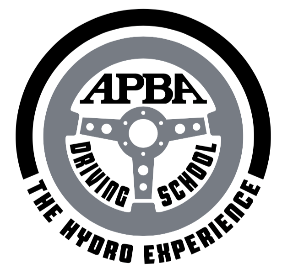 APBA
DRIVING SCHOOL
THE HYDRO EXPERIENCE